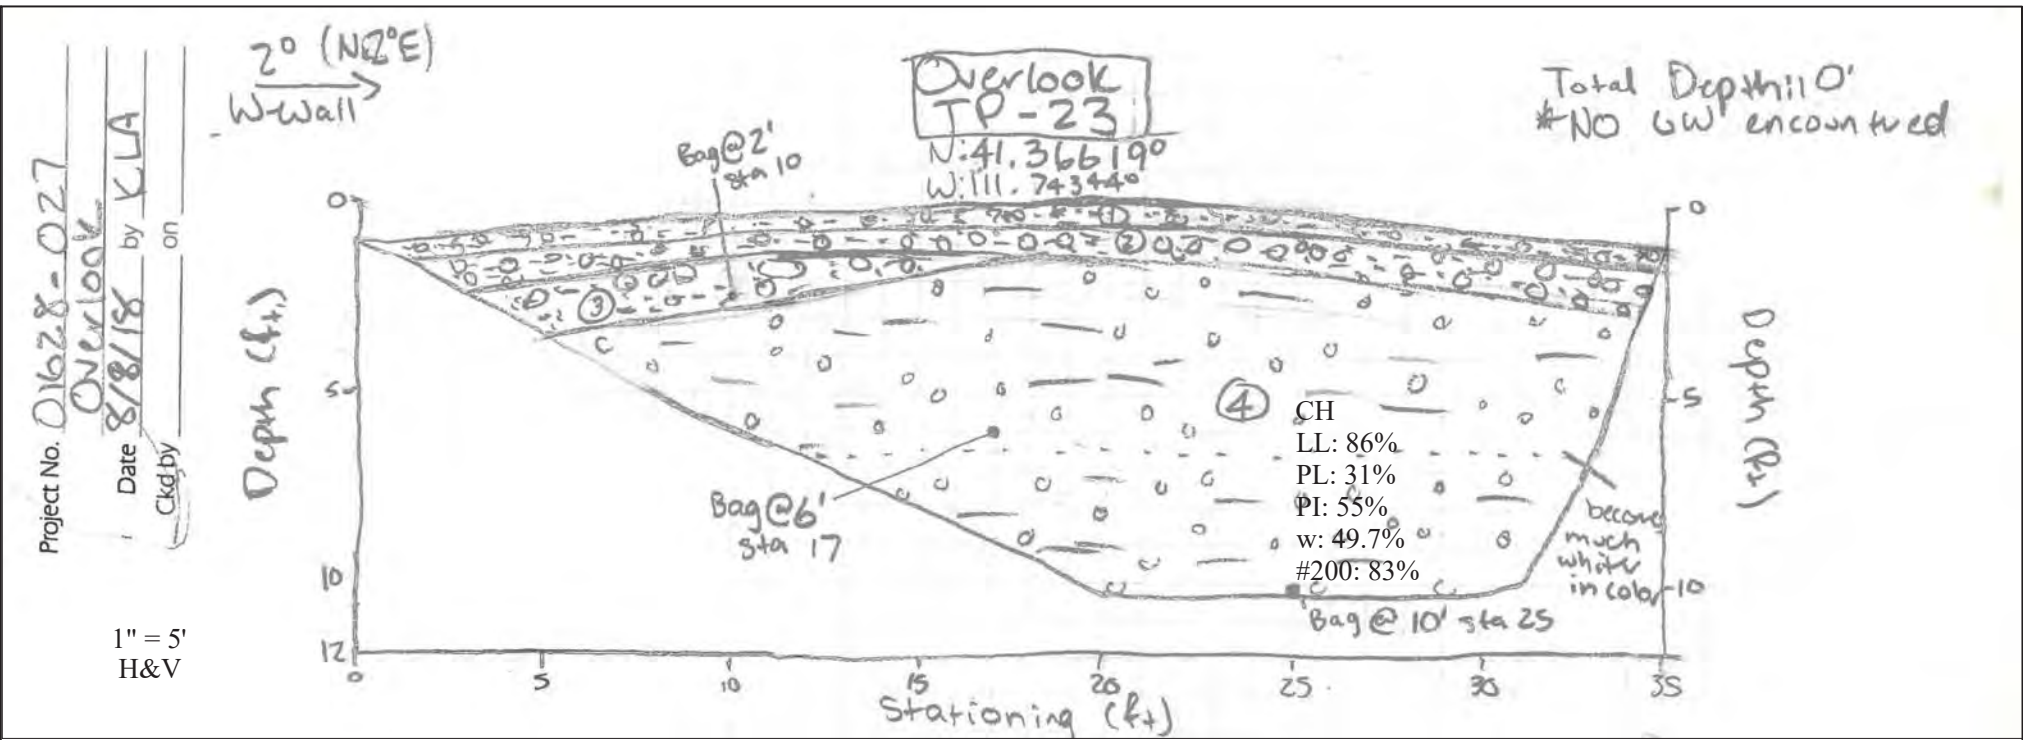 Project No. 01628-027
Overlook
Date 8/8/18 by KLA
Ckd by on
1" = 5'
H&V
2° (N2°E)
W-Wall
Overlook
TP-23
N:41.36619°
W:111.74344°
Total Depth:10'
*NO GW encountered
Bag@2'
sta 10
0
5
10
12
Depth (ft)
1
2
3
4
CH
LL: 86%
PL: 31%
PI: 55%
w: 49.7%
#200: 83%
Bag@6'
sta 17
become
much
whiter
in color
Bag @ 10' sta 25
0
5
10
Depth (ft)
0
5
10
15
20
25
30
35
Stationing (ft)